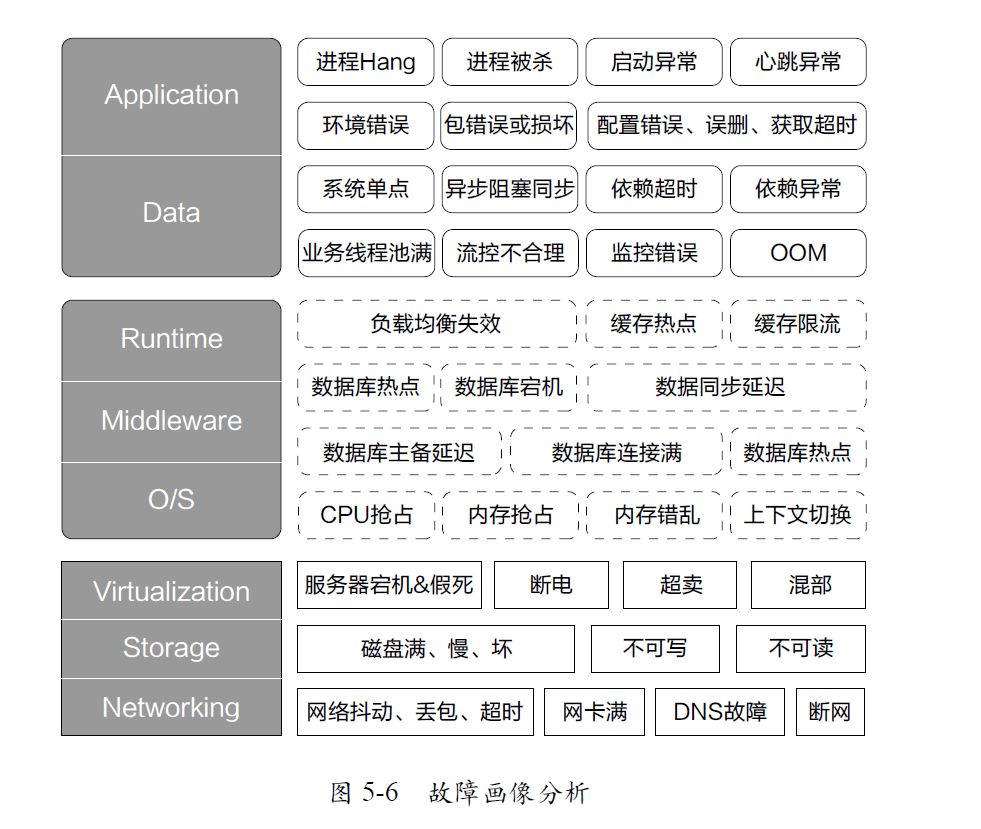 Application
进程Hang 进程被杀 启动异常 心跳异常
环境错误 包错误或损坏 配置错误、误删、获取超时
Data
系统单点 异步阻塞同步 依赖超时 依赖异常
业务线程池满 流控不合理 监控错误 OOM
Runtime
负载均衡失效 缓存热点 缓存限流
数据库热点 数据库宕机 数据同步延迟
Middleware
数据库主备延迟 数据库连接满 数据库热点
O/S
CPU抢占 内存抢占 内存错乱 上下文切换
Virtualization
服务器宕机&假死 断电 超卖 混部
Storage
磁盘满、慢、坏 不可写 不可读
Networking
网络抖动、丢包、超时 网卡满 DNS故障 断网
图 5-6 故障画像分析